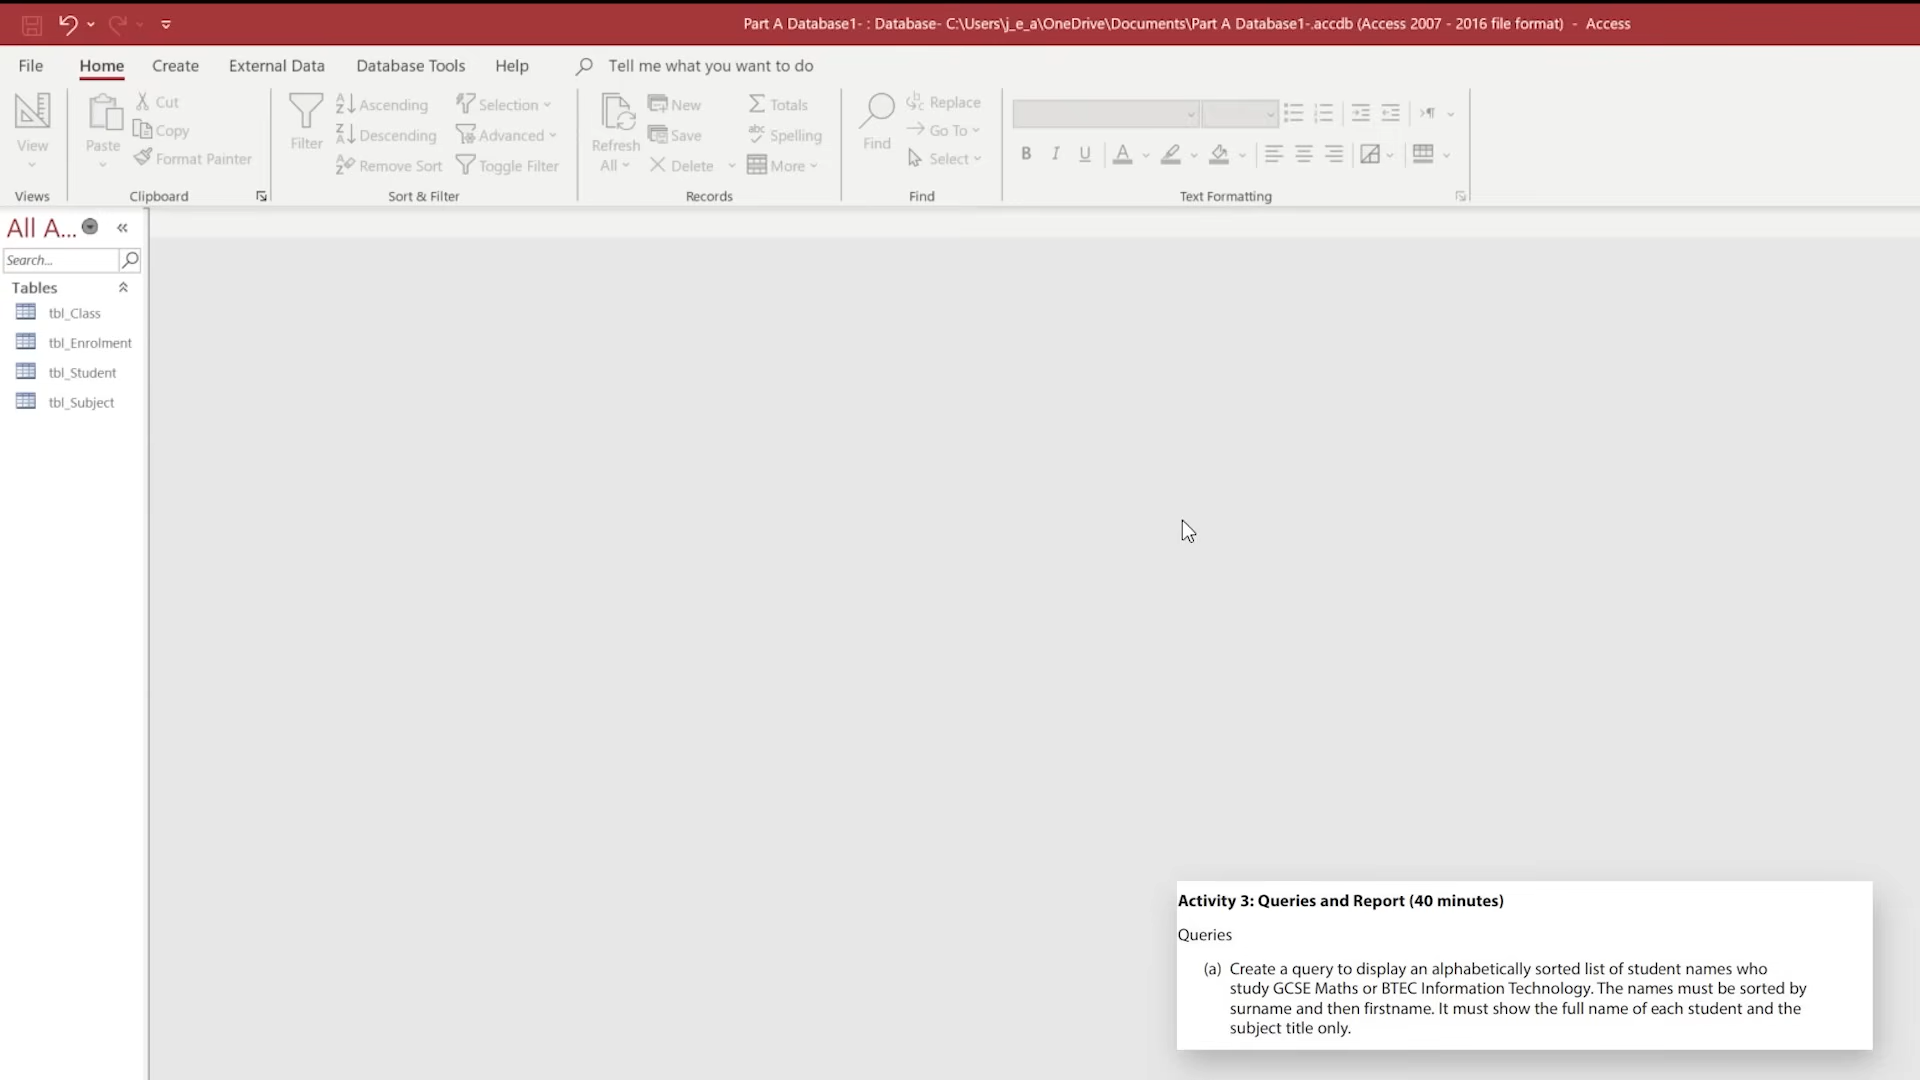 Part A Database1- : Database- C:\Users\j_e_a\OneDrive\Documents\Part A Database1-.accdb (Access 2007 - 2016 file format) - Access
File Home Create External Data Database Tools Help Tell me what you want to do
View
Paste
Cut
Copy
Format Painter
Filter
Ascending
Descending
Remove Sort
Selection
Advanced
Toggle Filter
Refresh
All
New
Save
Delete
Totals
Spelling
More
Find
Replace
Go To
Select
B I U
Views Clipboard Sort & Filter Records Find Text Formatting
All A...
Search...
Tables
tbl_Class
tbl_Enrolment
tbl_Student
tbl_Subject
Activity 3: Queries and Report (40 minutes)
Queries
(a) Create a query to display an alphabetically sorted list of student names who
study GCSE Maths or BTEC Information Technology. The names must be sorted by
surname and then firstname. It must show the full name of each student and the
subject title only.